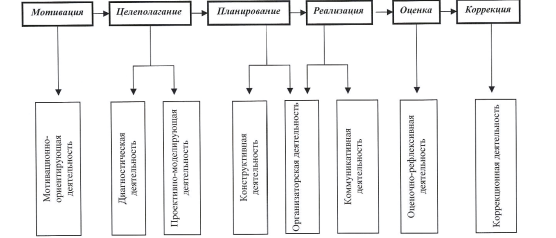 Мотивация
Целеполагание
Планирование
Реализация
Оценка
Коррекция
Мотивационно-
ориентирующая
деятельность
Диагностическая
деятельность
Проективно-моделирующая
деятельность
Конструктивная
деятельность
Организаторская деятельность
Коммуникативная
деятельность
Оценочно-рефлексивная
деятельность
Коррекционная деятельность